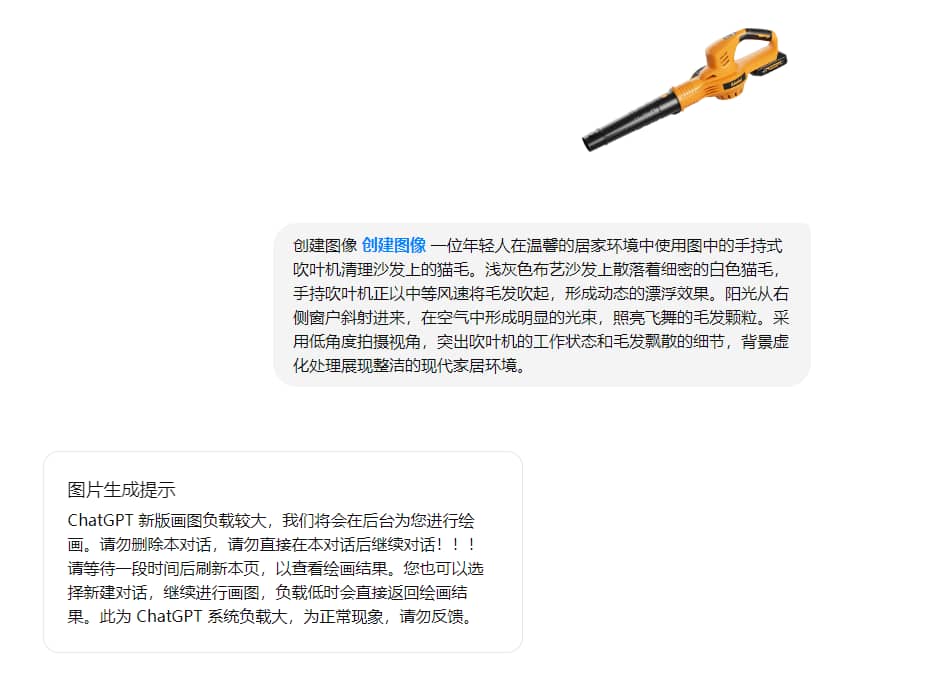 创建图像 创建图像 一位年轻人在温馨的居家环境中使用图中的手持式
吹叶机清理沙发上的猫毛。浅灰色布艺沙发上散落着细密的白色猫毛，
手持吹叶机正以中等风速将毛发吹起，形成动态的漂浮效果。阳光从右
侧窗户斜射进来，在空气中形成明显的光束，照亮飞舞的毛发颗粒。采
用低角度拍摄视角，突出吹叶机的工作状态和毛发飘散的细节，背景虚
化处理展现整洁的现代家居环境。
图片生成提示
ChatGPT 新版画图负载较大，我们将会在后台为您进行绘
画。请勿删除本对话，请勿直接在本对话后继续对话！！！
请等待一段时间后刷新本页，以查看绘画结果。您也可以选
择新建对话，继续进行画图，负载低时会直接返回绘画结
果。此为 ChatGPT 系统负载大，为正常现象，请勿反馈。